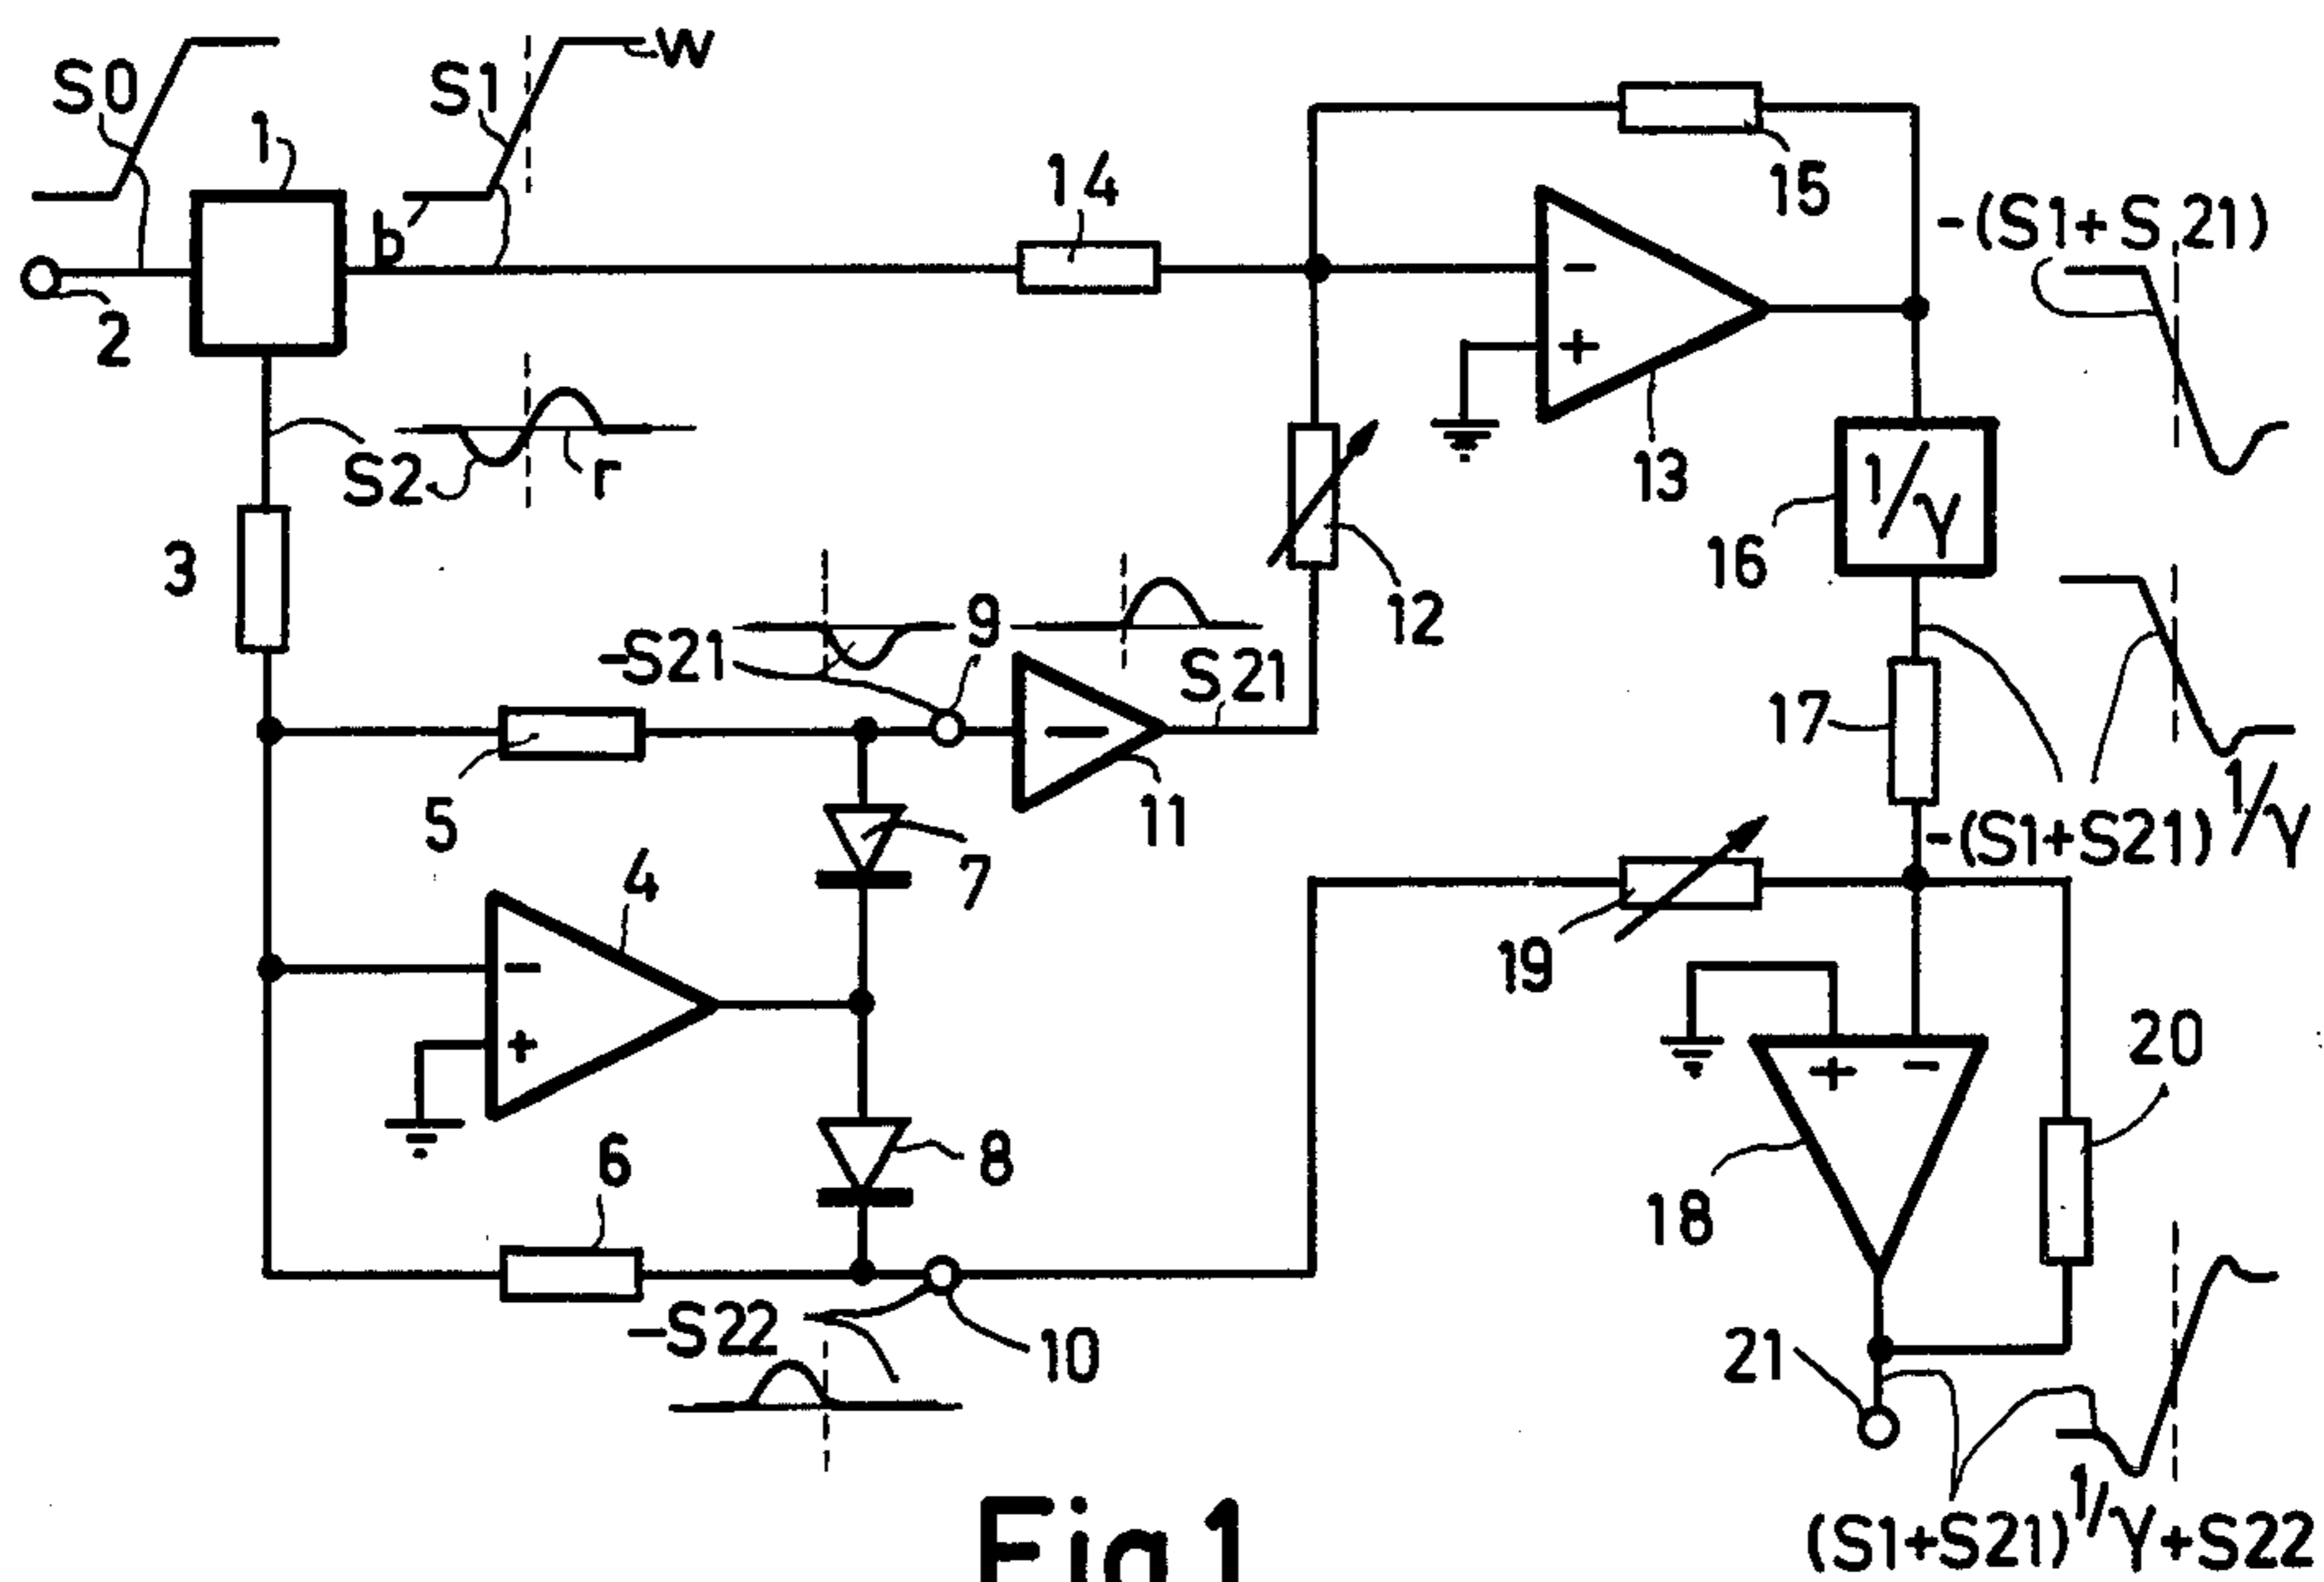 S0
S1
w
1
b
2
14
15
-(S1+S21)
13
S2
r
3
16
1/γ
12
-S21
9
S21
17
5
7
11
-(S1+S21)1/γ
4
19
20
6
8
18
-S22
10
21
(S1+S21)1/γ+S22
-
+
-
-
+
+
-
Fig.1